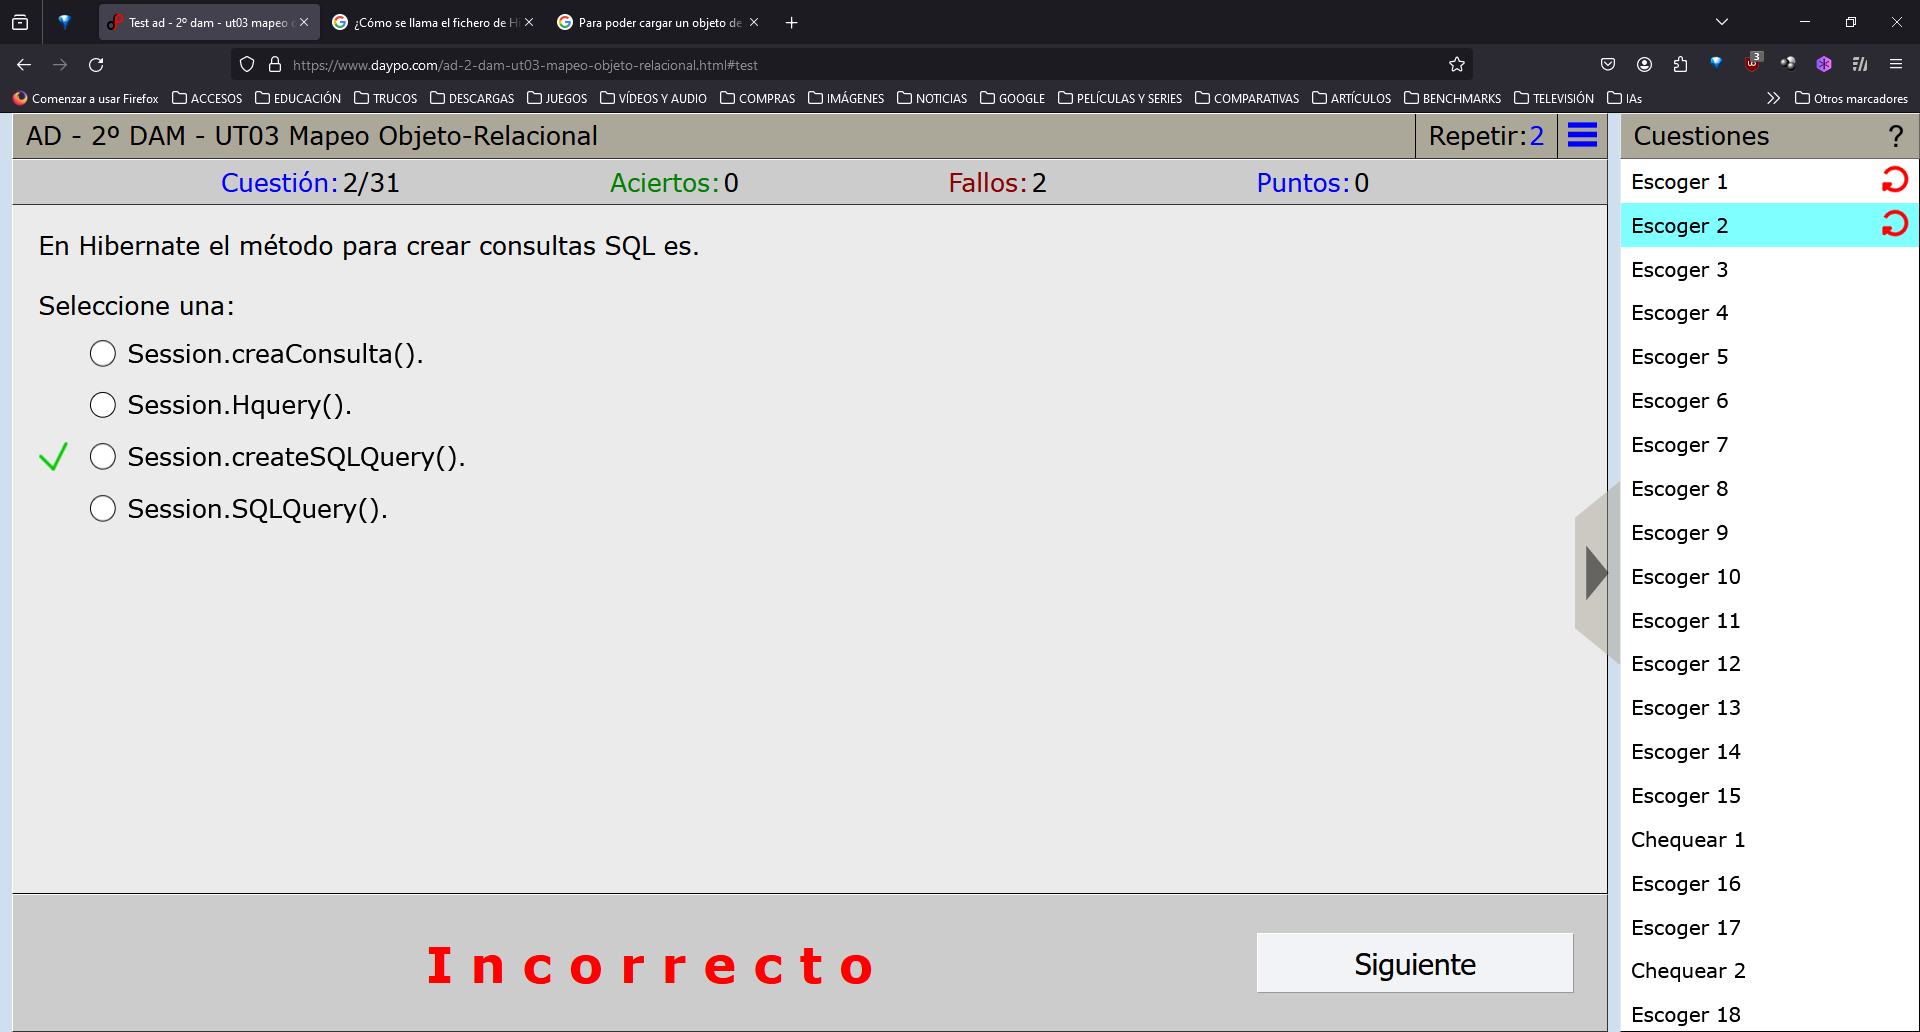 Test ad - 2º dam - ut03 mapeo
¿Cómo se llama el fichero de Hi
Para poder cargar un objeto de
https://www.daypo.com/ad-2-dam-ut03-mapeo-objeto-relacional.html#test
3
Comenzar a usar Firefox
ACCESOS
EDUCACIÓN
TRUCOS
DESCARGAS
JUEGOS
VÍDEOS Y AUDIO
COMPRAS
IMÁGENES
NOTICIAS
GOOGLE
PELÍCULAS Y SERIES
COMPARATIVAS
ARTÍCULOS
BENCHMARKS
TELEVISIÓN
IAs
Otros marcadores
AD - 2º DAM - UT03 Mapeo Objeto-Relacional
Repetir:2
Cuestión:2/31
Aciertos:0
Fallos:2
Puntos:0
En Hibernate el método para crear consultas SQL es.
Seleccione una:
Session.creaConsulta().
Session.Hquery().
Session.createSQLQuery().
Session.SQLQuery().
Incorrecto
Siguiente
Cuestiones
?
Escoger 1
Escoger 2
Escoger 3
Escoger 4
Escoger 5
Escoger 6
Escoger 7
Escoger 8
Escoger 9
Escoger 10
Escoger 11
Escoger 12
Escoger 13
Escoger 14
Escoger 15
Chequear 1
Escoger 16
Escoger 17
Chequear 2
Escoger 18